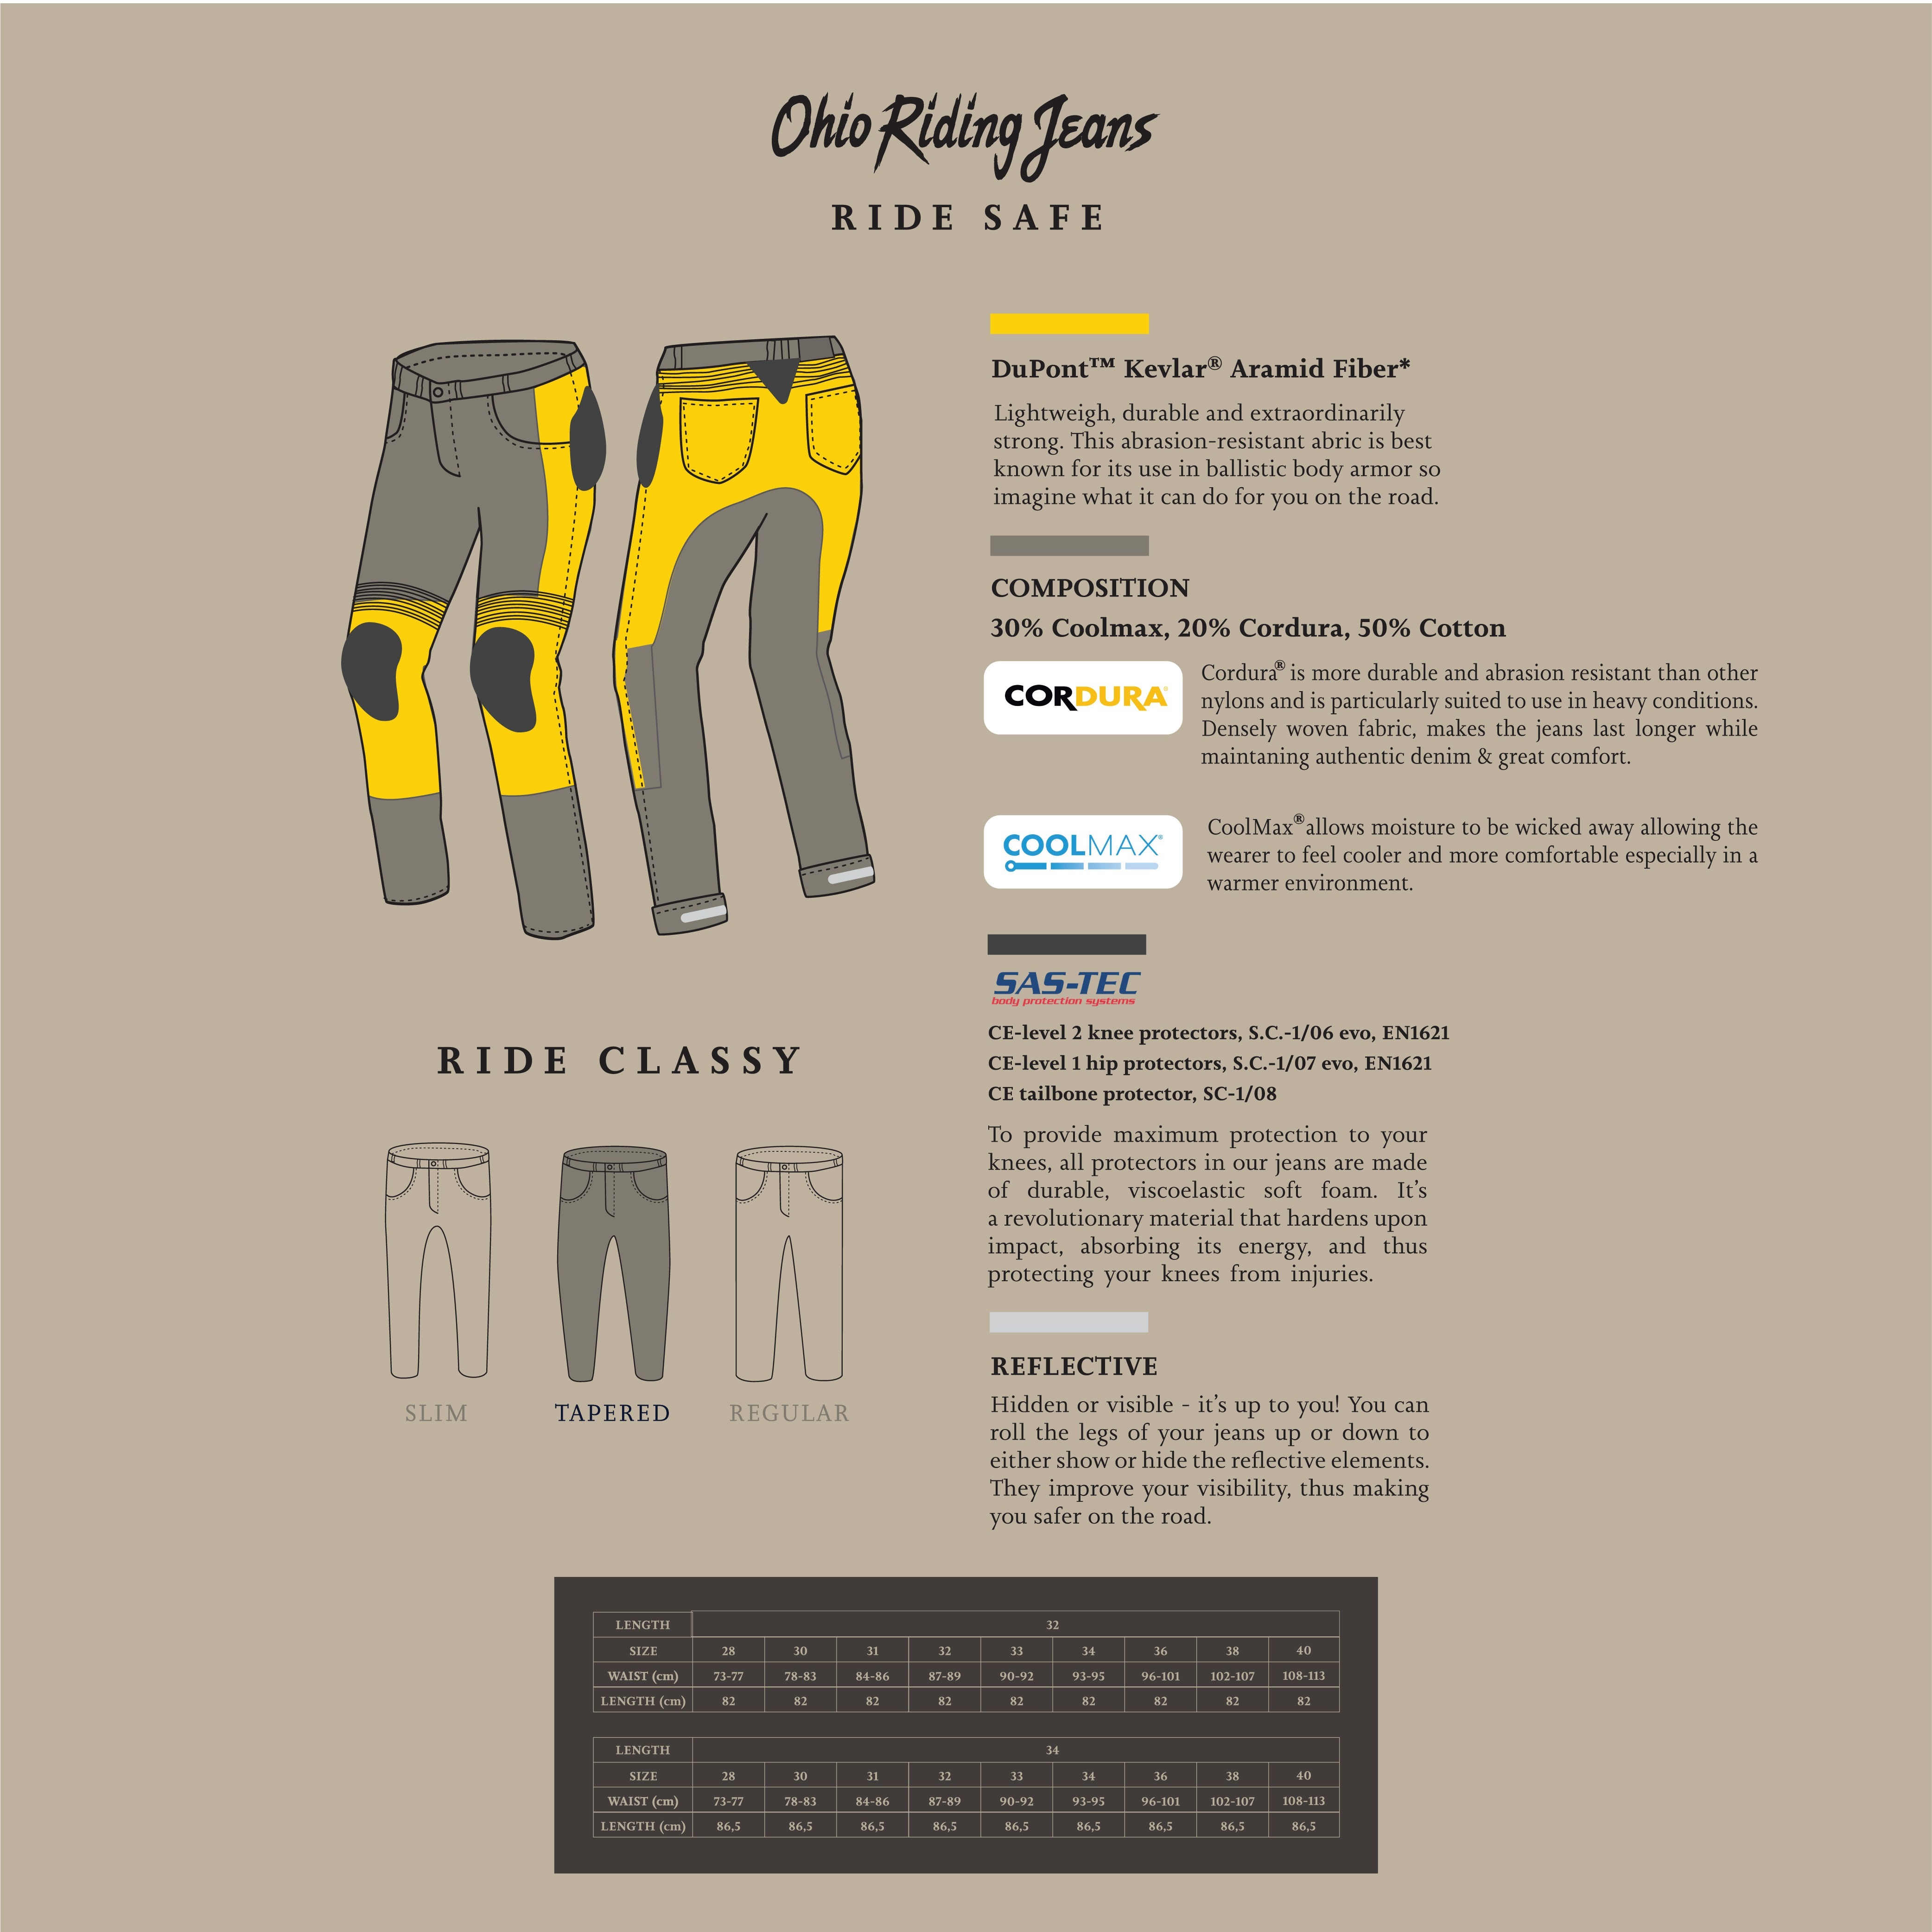 Ohio Riding Jeans
RIDE SAFE
DuPont™ Kevlar® Aramid Fiber*
Lightweigh, durable and extraordinarily
strong. This abrasion-resistant abric is best
known for its use in ballistic body armor so
imagine what it can do for you on the road.
COMPOSITION
30% Coolmax, 20% Cordura, 50% Cotton
CORDURA®
Cordura® is more durable and abrasion resistant than other
nylons and is particularly suited to use in heavy conditions.
Densely woven fabric, makes the jeans last longer while
maintaning authentic denim & great comfort.
COOLMAX®
CoolMax® allows moisture to be wicked away allowing the
wearer to feel cooler and more comfortable especially in a
warmer environment.
SAS-TEC
body protection systems
CE-level 2 knee protectors, S.C.-1/06 evo, EN1621
CE-level 1 hip protectors, S.C.-1/07 evo, EN1621
CE tailbone protector, SC-1/08
To provide maximum protection to your
knees, all protectors in our jeans are made
of durable, viscoelastic soft foam. It's
a revolutionary material that hardens upon
impact, absorbing its energy, and thus
protecting your knees from injuries.
REFLECTIVE
Hidden or visible - it's up to you! You can
roll the legs of your jeans up or down to
either show or hide the reflective elements.
They improve your visibility, thus making
you safer on the road.
RIDE CLASSY
SLIM TAPERED REGULAR
LENGTH 32
SIZE 28 30 31 32 33 34 36 38 40
WAIST (cm) 73-77 78-83 84-86 87-89 90-92 93-95 96-101 102-107 108-113
LENGTH (cm) 82 82 82 82 82 82 82 82 82
LENGTH 34
SIZE 28 30 31 32 33 34 36 38 40
WAIST (cm) 73-77 78-83 84-86 87-89 90-92 93-95 96-101 102-107 108-113
LENGTH (cm) 86,5 86,5 86,5 86,5 86,5 86,5 86,5 86,5 86,5